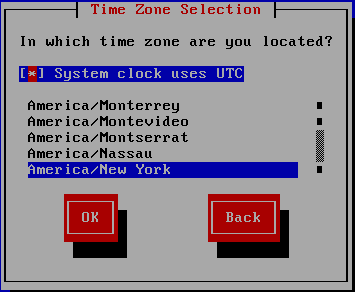 Time Zone Selection
In which time zone are you located?
[*] System clock uses UTC
America/Monterrey
America/Montevideo
America/Montserrat
America/Nassau
America/New York
OK
Back